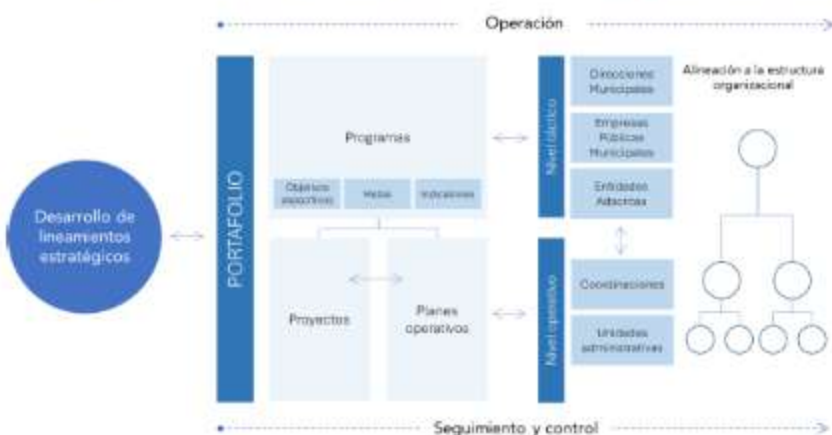 Operación
PORTAFOLIO
Programas
Objetivos
específicos
Metas
Indicadores
Nivel táctico
Direcciones
Municipales
Empresas
Públicas
Municipales
Entidades
Adscritas
Alineación a la estructura
organizacional
Desarrollo de
lineamientos
estratégicos
Proyectos
Planes
operativos
Nivel operativo
Coordinaciones
Unidades
administrativas
Seguimiento y control